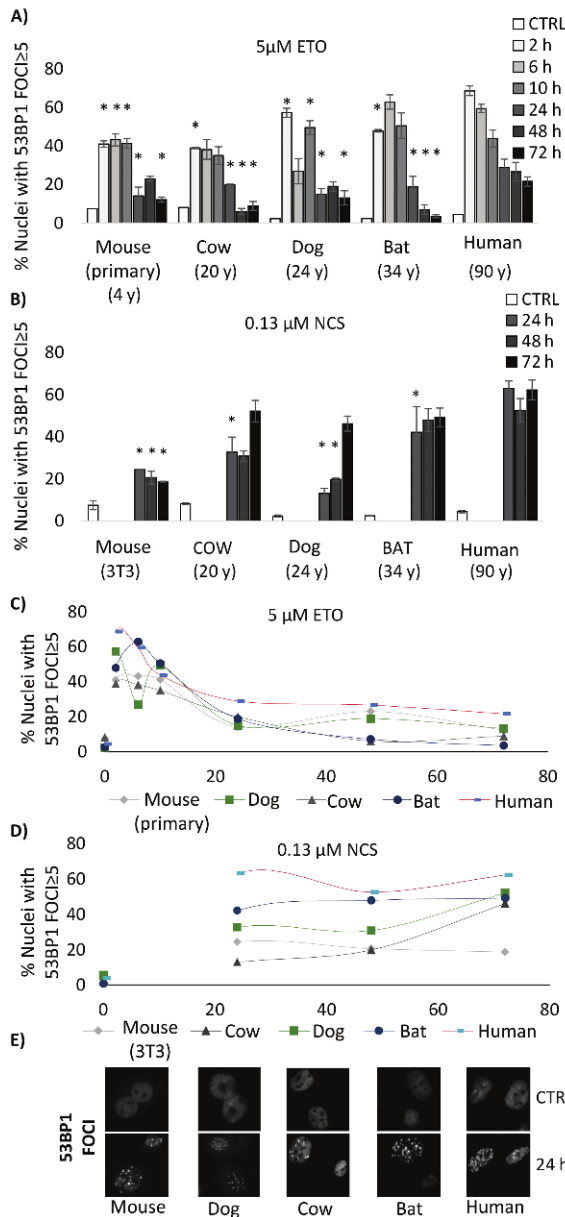 A)
5µM ETO
CTRL
2 h
6 h
10 h
24 h
48 h
72 h
% Nuclei with 53BP1 FOCI≥5
80
60
40
20
0
* * * * *
* * * *
* * * *
* * * *
Mouse
(primary)
(4 y)
Cow
(20 y)
Dog
(24 y)
Bat
(34 y)
Human
(90 y)
B)
0.13 µM NCS
CTRL
24 h
48 h
72 h
% Nuclei with 53BP1 FOCI≥5
80
60
40
20
0
* * *
*
* *
*
Mouse
(3T3)
COW
(20 y)
Dog
(24 y)
BAT
(34 y)
Human
(90 y)
C)
5 µM ETO
% Nuclei with
53BP1 FOCI≥5
80
60
40
20
0
0 20 40 60 80
Mouse
(primary)
Dog
Cow
Bat
Human
D)
0.13 µM NCS
% Nuclei with
53BP1 FOCI≥5
80
60
40
20
0
0 20 40 60 80
Mouse
(3T3)
Cow
Dog
Bat
Human
E)
53BP1
FOCI
CTR
24 h
Mouse Dog Cow Bat Human